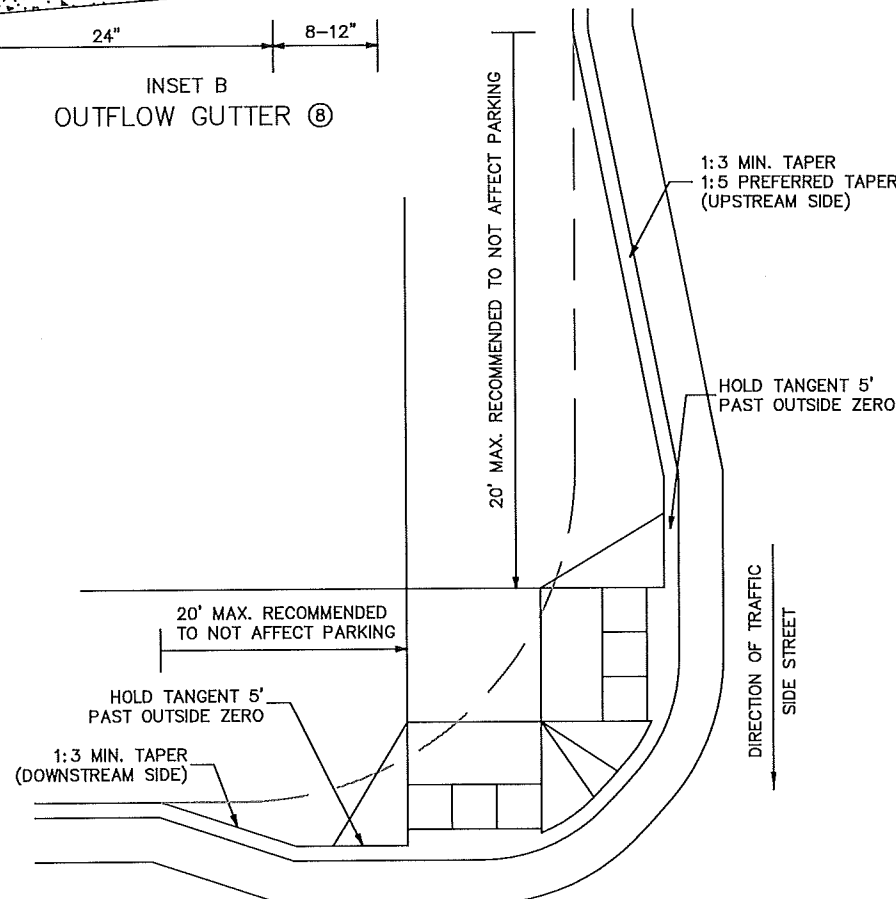 24"
8-12"
INSET B
OUTFLOW GUTTER ⑧
20' MAX. RECOMMENDED TO NOT AFFECT PARKING
1:3 MIN. TAPER
1:5 PREFERRED TAPER
(UPSTREAM SIDE)
HOLD TANGENT 5'
PAST OUTSIDE ZERO
DIRECTION OF TRAFFIC
SIDE STREET
20' MAX. RECOMMENDED
TO NOT AFFECT PARKING
HOLD TANGENT 5'
PAST OUTSIDE ZERO
1:3 MIN. TAPER
(DOWNSTREAM SIDE)